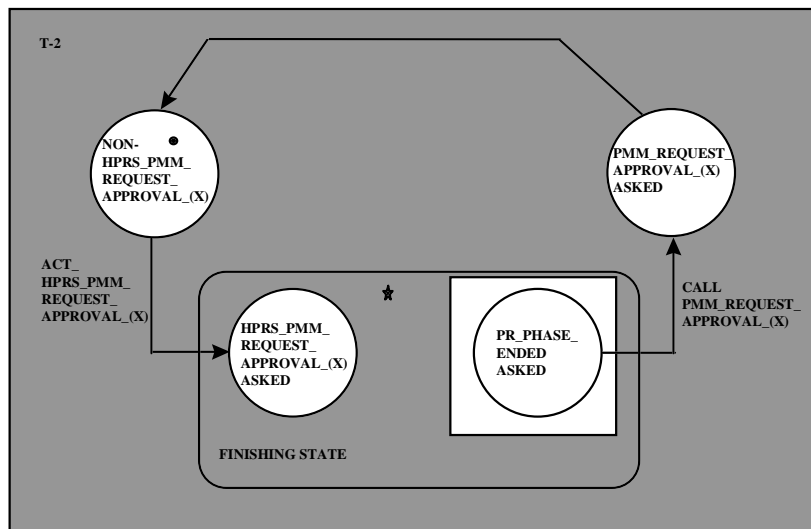 T-2
NON-
HPRS_PMM_
REQUEST_
APPROVAL_(X)
PMM_REQUEST_
APPROVAL_(X)
ASKED
ACT_
HPRS_PMM_
REQUEST_
APPROVAL_(X)
HPRS_PMM_
REQUEST_
APPROVAL_(X)
ASKED
PR_PHASE_
ENDED
ASKED
CALL
PMM_REQUEST_
APPROVAL_(X)
FINISHING STATE